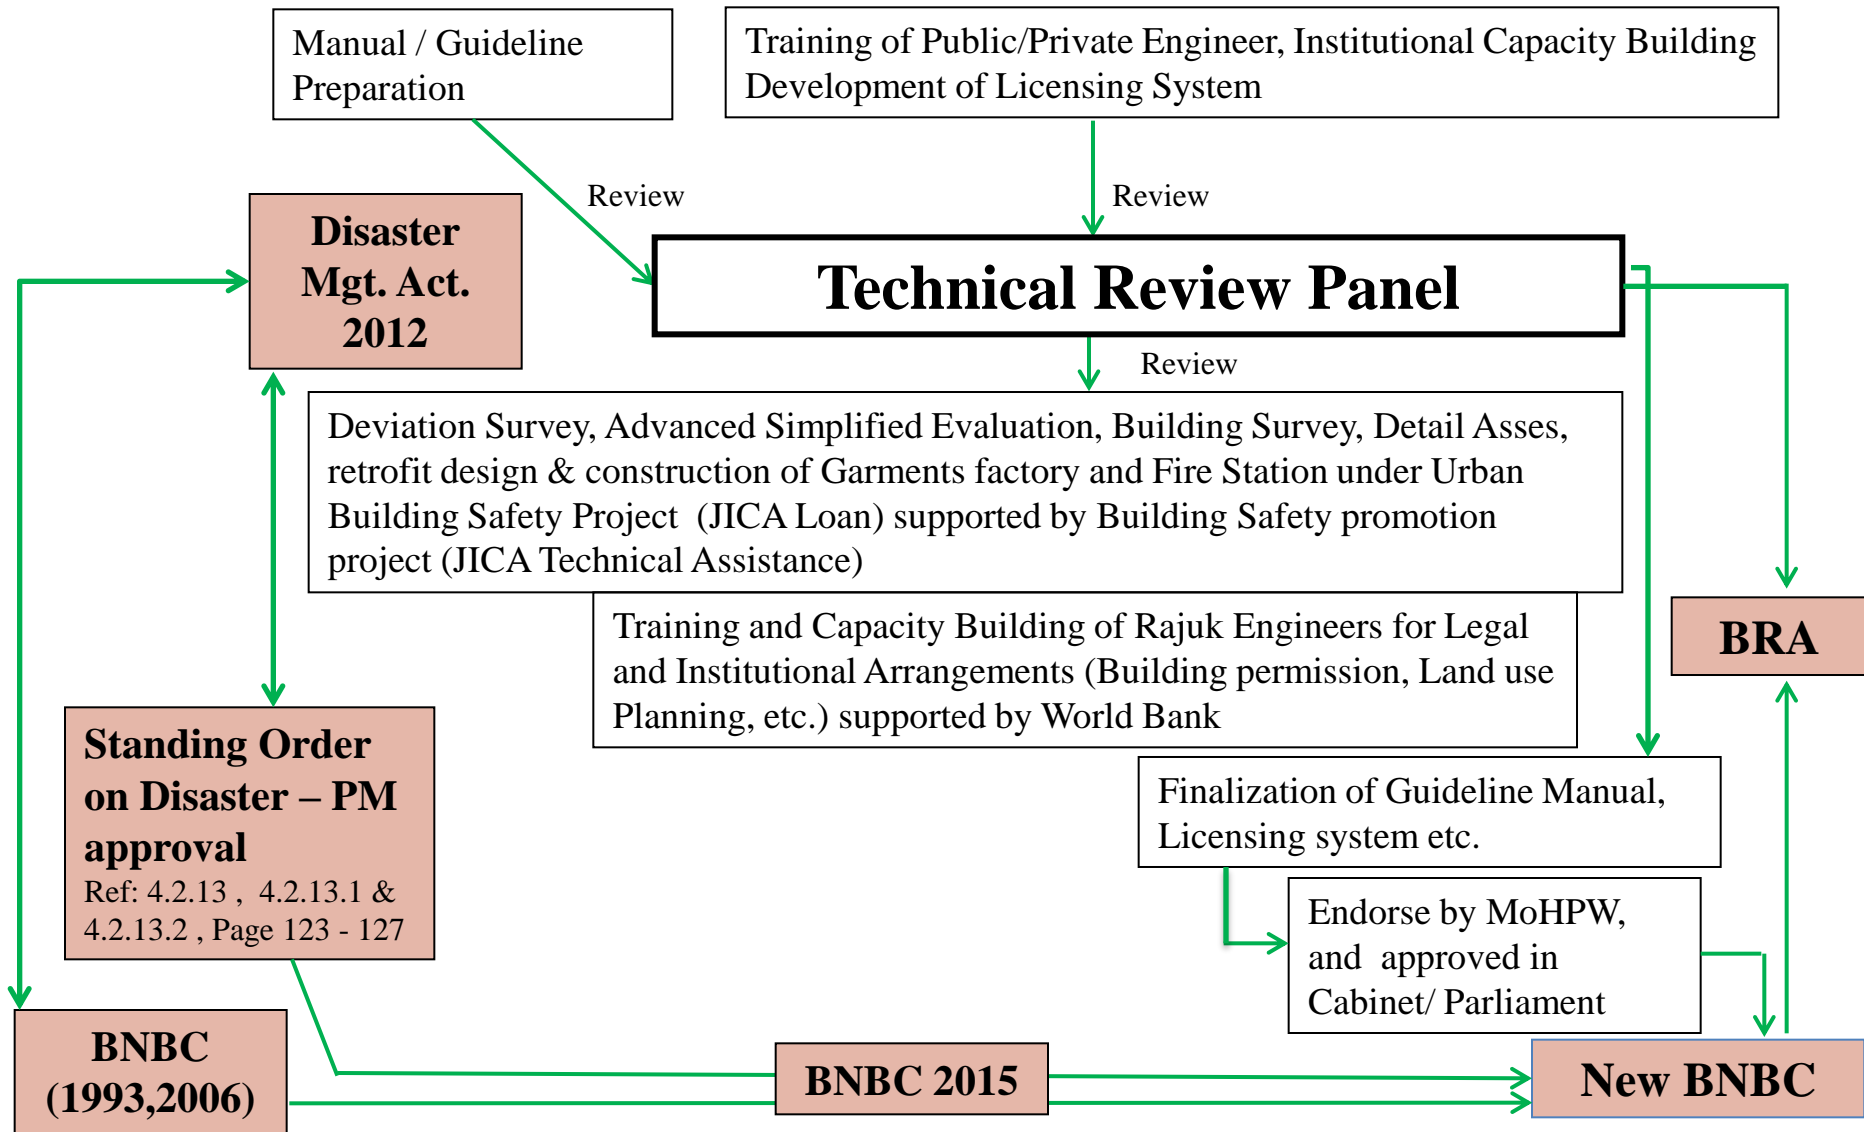 Manual / Guideline
Preparation
Training of Public/Private Engineer, Institutional Capacity Building
Development of Licensing System
Review
Review
Disaster
Mgt. Act.
2012
Technical Review Panel
Review
Deviation Survey, Advanced Simplified Evaluation, Building Survey, Detail Asses,
retrofit design & construction of Garments factory and Fire Station under Urban
Building Safety Project  (JICA Loan) supported by Building Safety promotion
project (JICA Technical Assistance)
Training and Capacity Building of Rajuk Engineers for Legal
and Institutional Arrangements (Building permission, Land use
Planning, etc.) supported by World Bank
BRA
Standing Order
on Disaster – PM
approval
Ref: 4.2.13 ,  4.2.13.1 &
4.2.13.2 , Page 123 - 127
Finalization of Guideline Manual,
Licensing system etc.
Endorse by MoHPW,
and  approved in
Cabinet/ Parliament
BNBC
(1993,2006)
BNBC 2015
New BNBC